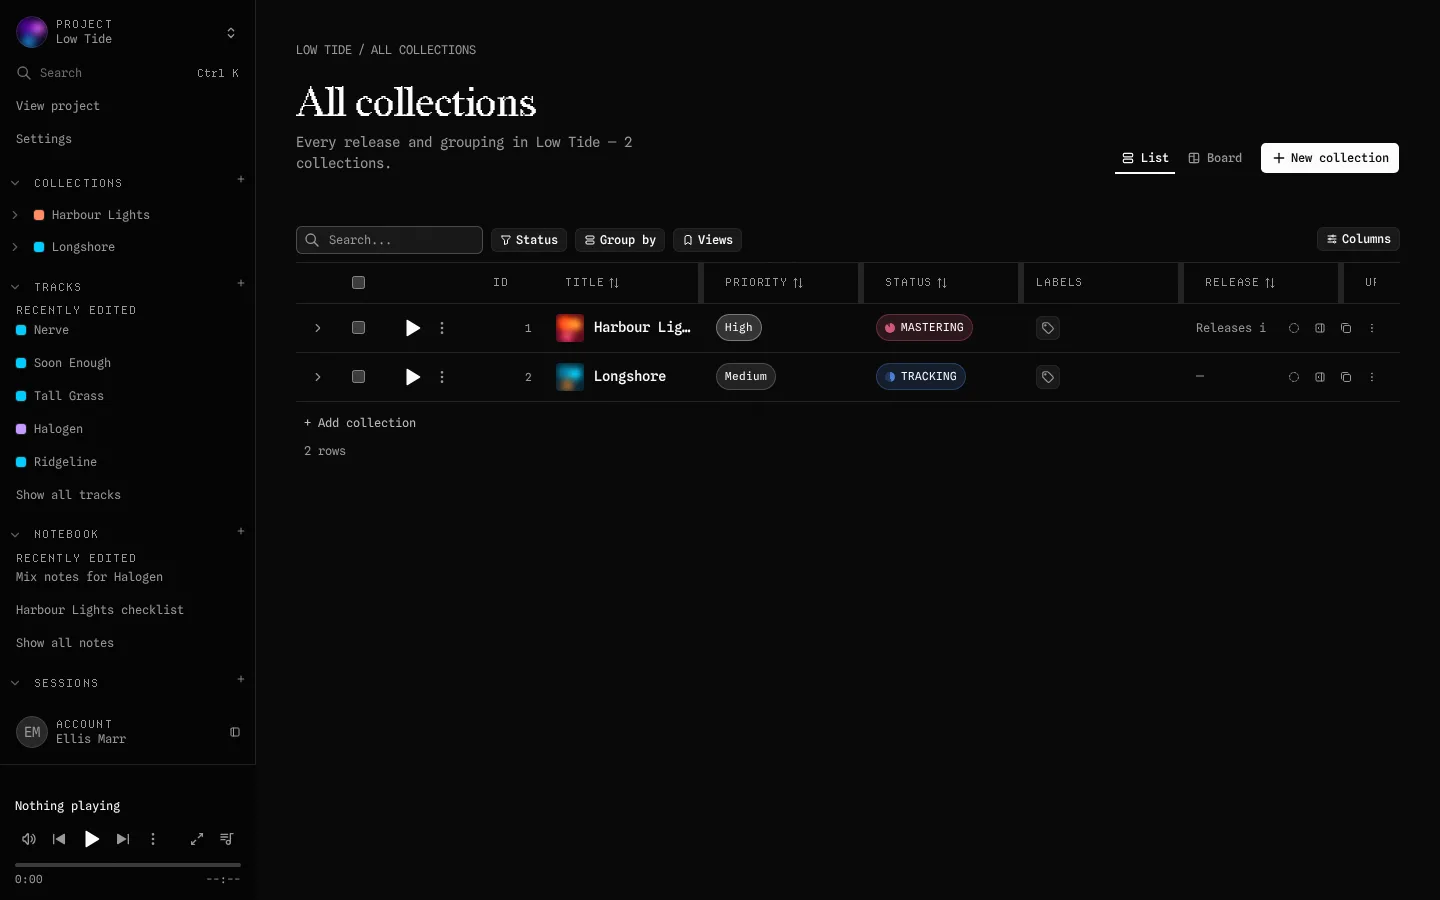 PROJECT
Low Tide
Search Ctrl K
View project
Settings
COLLECTIONS +
Harbour Lights
Longshore
TRACKS +
RECENTLY EDITED
Nerve
Soon Enough
Tall Grass
Halogen
Ridgeline
Show all tracks
NOTEBOOK +
RECENTLY EDITED
Mix notes for Halogen
Harbour Lights checklist
Show all notes
SESSIONS +
EM
ACCOUNT
Ellis Marr
Nothing playing
0:00 --:--
LOW TIDE / ALL COLLECTIONS
All collections
Every release and grouping in Low Tide — 2
collections.
List Board + New collection
Search... Status Group by Views Columns
ID TITLE PRIORITY STATUS LABELS RELEASE UP
1 Harbour Lig… High MASTERING Releases i
2 Longshore Medium TRACKING —
+ Add collection
2 rows